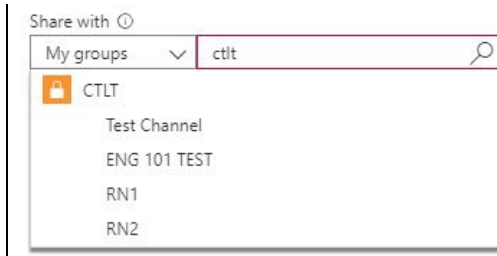 Share with
My groups ctlt
CTLT
Test Channel
ENG 101 TEST
RN1
RN2